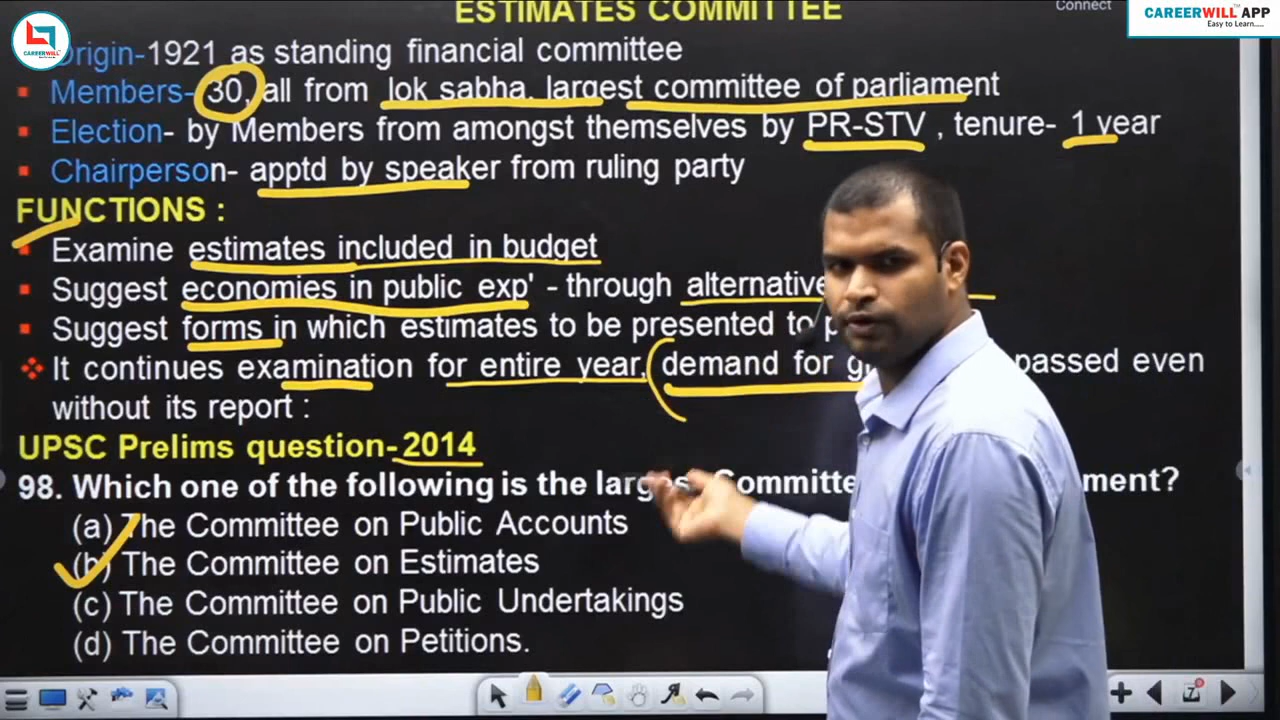 ESTIMATES COMMITTEE
Connect
CAREERWILL APP
Easy to Learn.....
CAREERWILL
Origin-1921 as standing financial committee
Members- 30, all from lok sabha, largest committee of parliament
Election- by Members from amongst themselves by PR-STV , tenure- 1 year
Chairperson- apptd by speaker from ruling party
FUNCTIONS :
Examine estimates included in budget
Suggest economies in public exp' - through alternative
Suggest forms in which estimates to be presented to
It continues examination for entire year, demand for passed even
without its report :
UPSC Prelims question- 2014
98. Which one of the following is the largest Committee
(a) The Committee on Public Accounts
(b) The Committee on Estimates
(c) The Committee on Public Undertakings
(d) The Committee on Petitions.